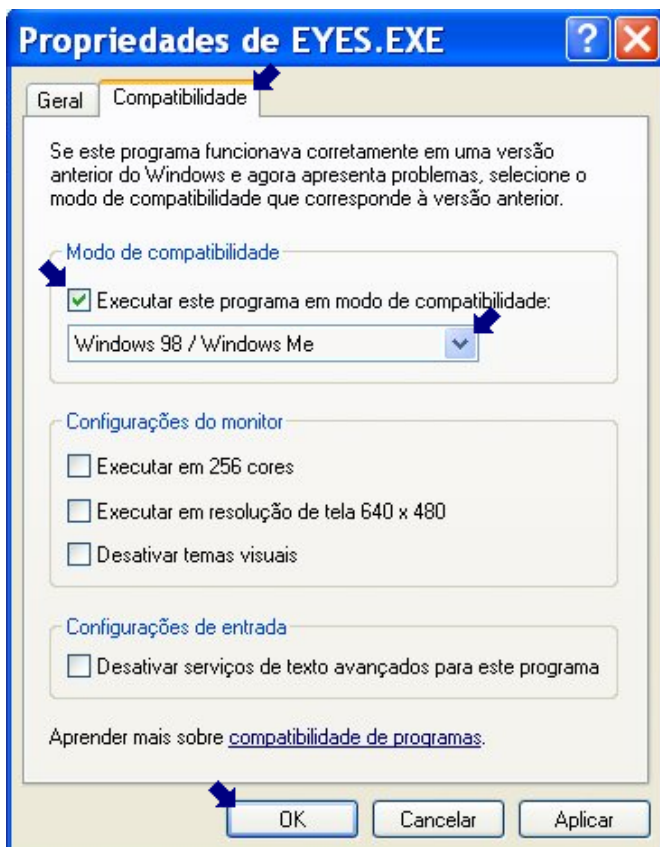 Propriedades de EYES.EXE
Geral
Compatibilidade
Se este programa funcionava corretamente em uma versão
anterior do Windows e agora apresenta problemas, selecione o
modo de compatibilidade que corresponde à versão anterior.
Modo de compatibilidade
Executar este programa em modo de compatibilidade:
Windows 98 / Windows Me
Configurações do monitor
Executar em 256 cores
Executar em resolução de tela 640 x 480
Desativar temas visuais
Configurações de entrada
Desativar serviços de texto avançados para este programa
Aprender mais sobre compatibilidade de programas.
OK
Cancelar
Aplicar